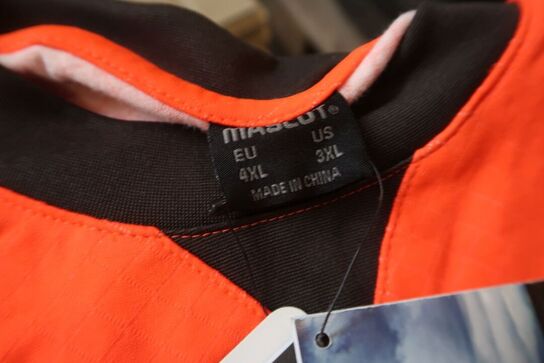 MASCOT®
EU US
4XL 3XL
MADE IN CHINA